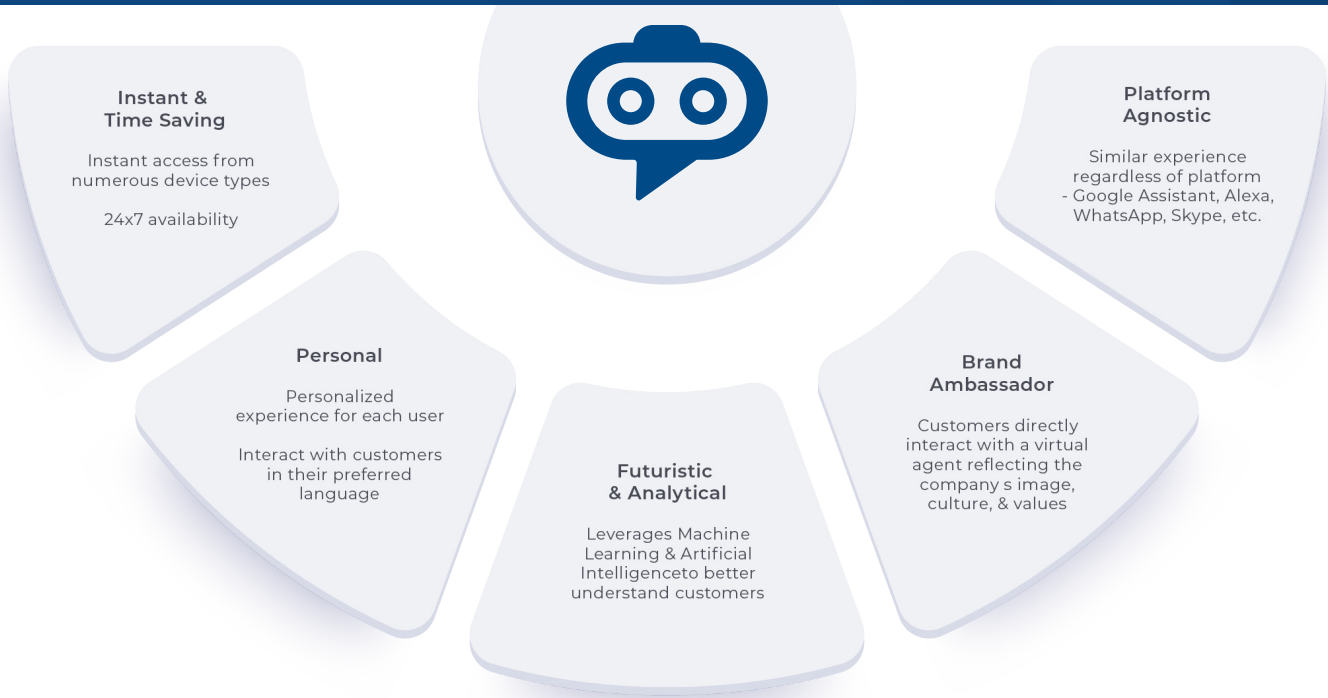 Instant &
Time Saving
Instant access from
numerous device types
24x7 availability
Personal
Personalized
experience for each user
Interact with customers
in their preferred
language
Futuristic
& Analytical
Leverages Machine
Learning & Artificial
Intelligenceto better
understand customers
Brand
Ambassador
Customers directly
interact with a virtual
agent reflecting the
company s image,
culture, & values
Platform
Agnostic
Similar experience
regardless of platform
- Google Assistant, Alexa,
WhatsApp, Skype, etc.